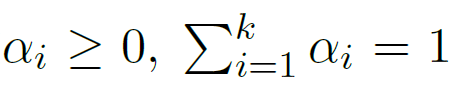 αᵢ ≥ 0, ∑ᵢ₌₁ᵏ αᵢ = 1